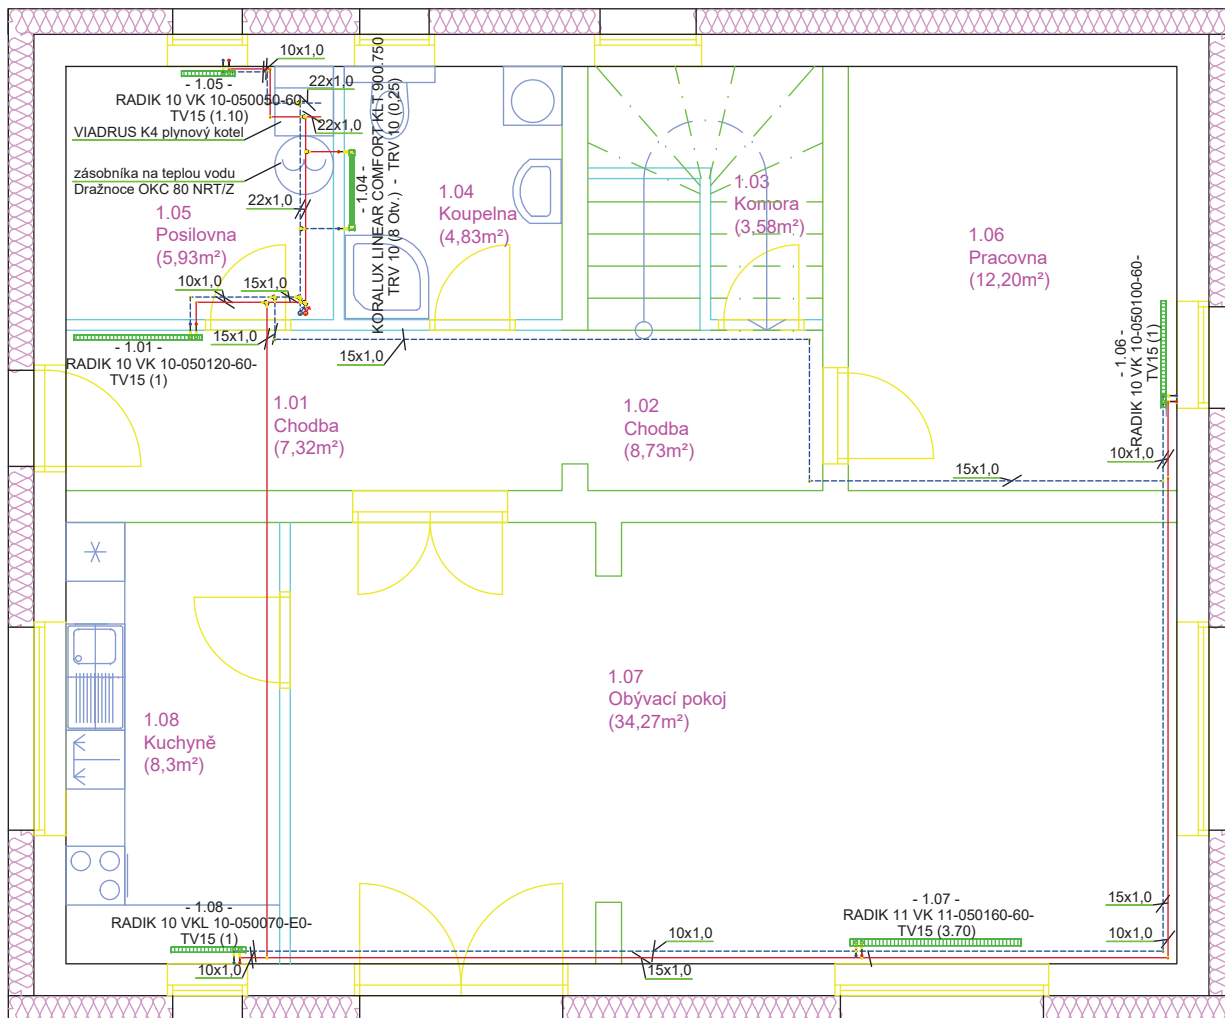 10x1,0
- 1.05 -
RADIK 10 VK 10-050050-60-
TV15 (1.10)
22x1,0
VIADRUS K4 plynový kotel
22x1,0
zásobníka na teplou vodu
Dražnoce OKC 80 NRT/Z
22x1,0
- 1.04 -
KORALUX LINEAR COMFORT KLT 900.750
TRV 10 (8 Otv.) - TRV 10 (0,25)
1.05
Posilovna
(5,93m²)
1.04
Koupelna
(4,83m²)
1.03
Komora
(3,58m²)
1.06
Pracovna
(12,20m²)
10x1,0
15x1,0
15x1,0
15x1,0
- 1.01 -
RADIK 10 VK 10-050120-60-
TV15 (1)
- 1.06 -
-RADIK 10 VK 10-050100-60-
TV15 (1)
1.01
Chodba
(7,32m²)
1.02
Chodba
(8,73m²)
10x1,0
15x1,0
1.07
Obývací pokoj
(34,27m²)
1.08
Kuchyně
(8,3m²)
- 1.08 -
RADIK 10 VKL 10-050070-E0-
TV15 (1)
10x1,0
10x1,0
15x1,0
- 1.07 -
RADIK 11 VK 11-050160-60-
TV15 (3.70)
15x1,0
10x1,0